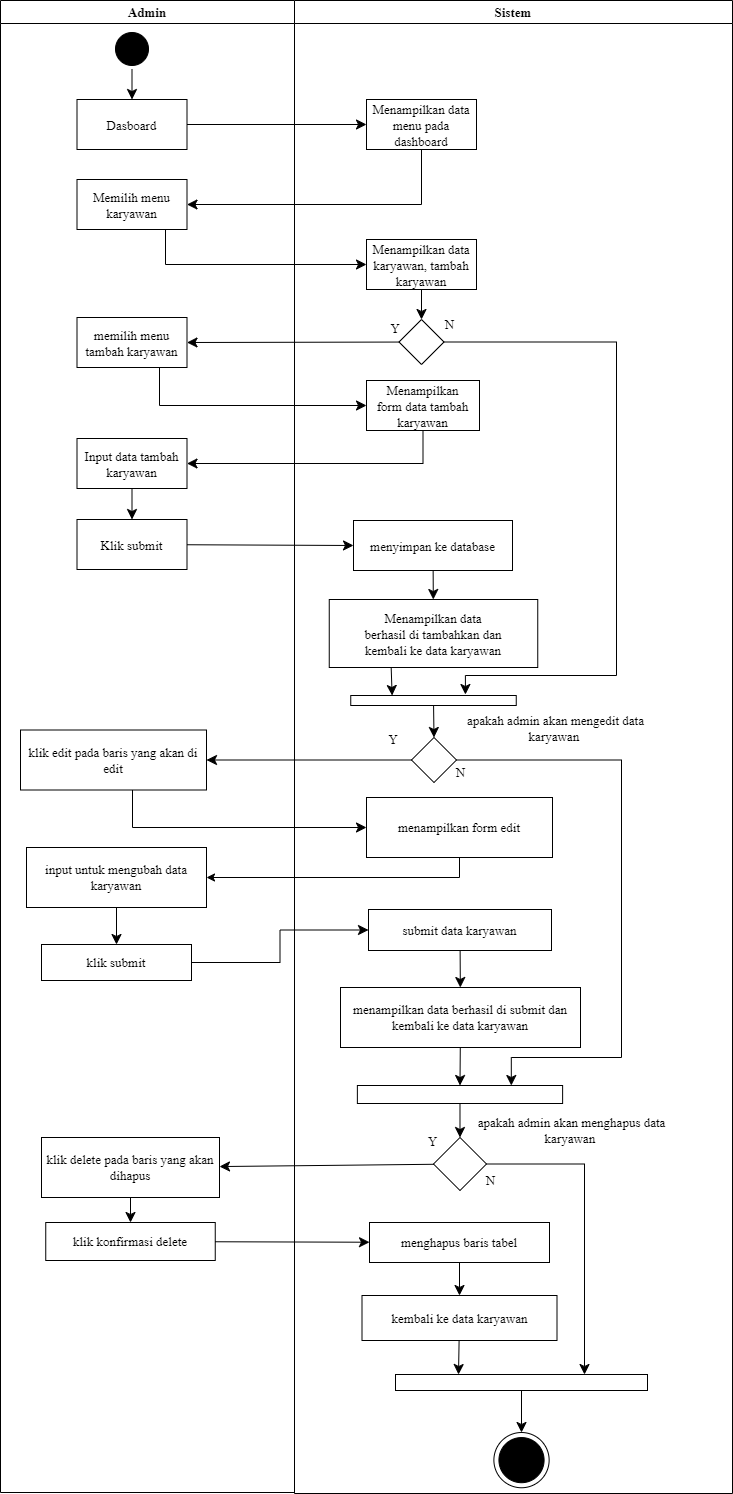 Admin
Sistem
Dasboard
Menampilkan data
menu pada
dashboard
Memilih menu
karyawan
Menampilkan data
karyawan, tambah
karyawan
Y
N
memilih menu
tambah karyawan
Menampilkan
form data tambah
karyawan
Input data tambah
karyawan
Klik submit
menyimpan ke database
Menampilkan data
berhasil di tambahkan dan
kembali ke data karyawan
apakah admin akan mengedit data
karyawan
Y
N
klik edit pada baris yang akan di
edit
menampilkan form edit
input untuk mengubah data
karyawan
klik submit
submit data karyawan
menampilkan data berhasil di submit dan
kembali ke data karyawan
apakah admin akan menghapus data
karyawan
Y
N
klik delete pada baris yang akan
dihapus
klik konfirmasi delete
menghapus baris tabel
kembali ke data karyawan